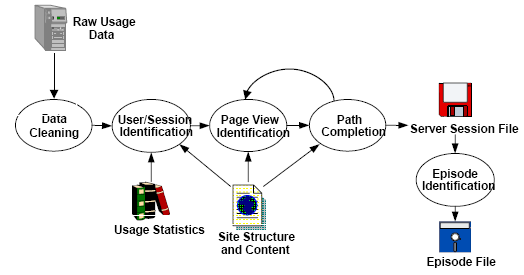 Raw Usage
Data
Data
Cleaning
User/Session
Identification
Page View
Identification
Path
Completion
Server Session File
Episode
Identification
Usage Statistics
Site Structure
and Content
Episode File